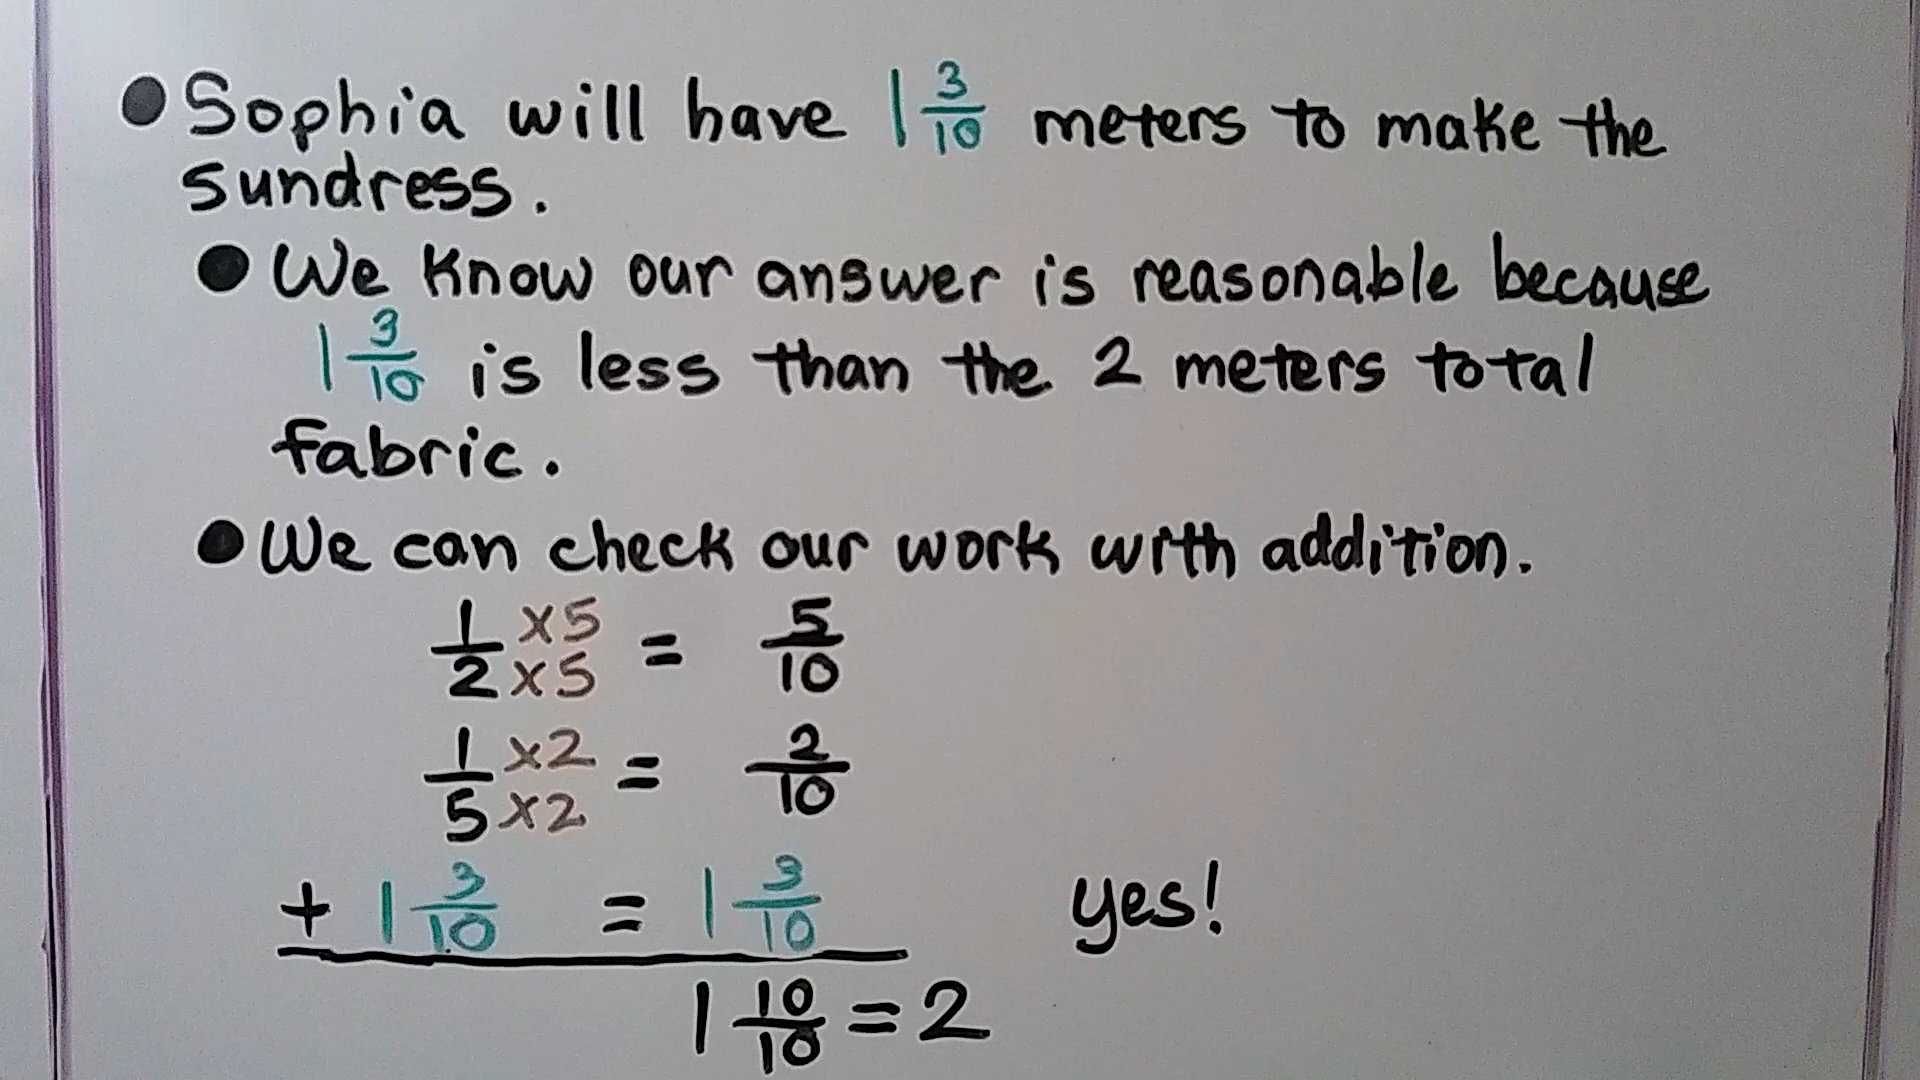 ● Sophia will have 1 3/10 meters to make the
sundress.
● We know our answer is reasonable because
1 3/10 is less than the 2 meters total
fabric.
● We can check our work with addition.
1/2 ×5/×5 = 5/10
1/5 ×2/×2 = 2/10
+ 1 3/10 = 1 3/10 yes!
1 10/10 = 2